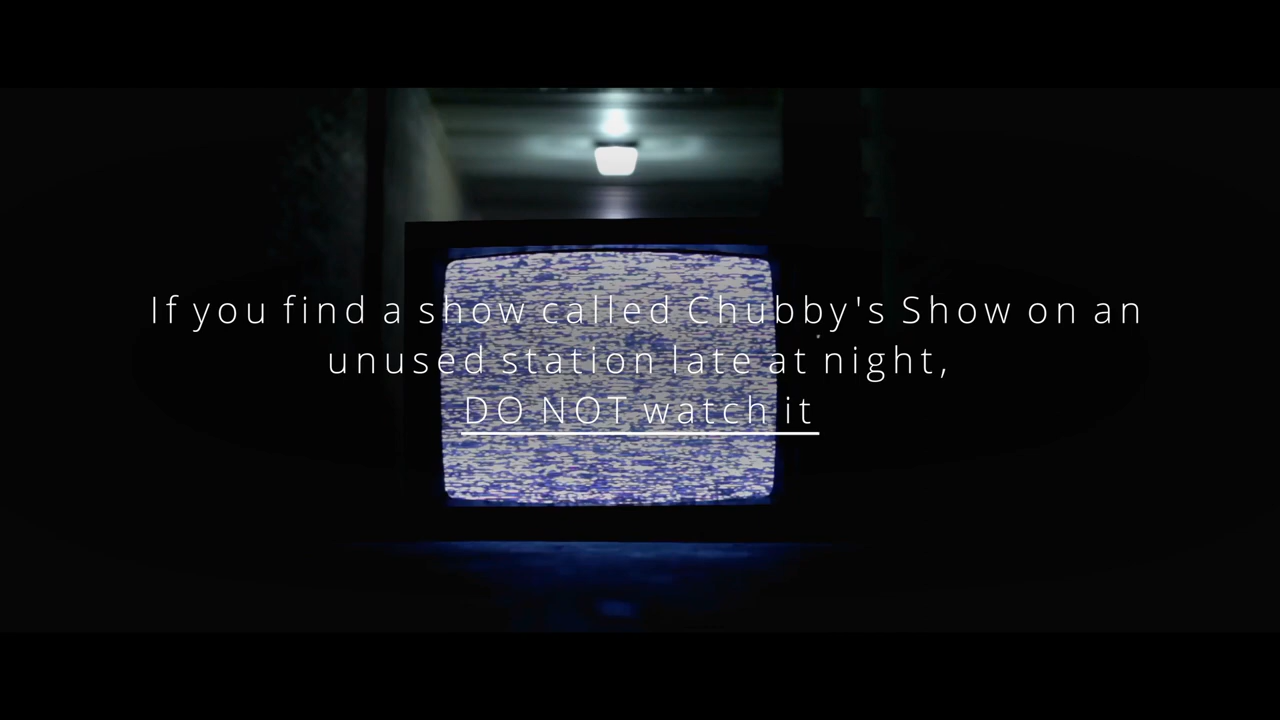 If you find a show called Chubby's Show on an
unused station late at night,
DO NOT watch it